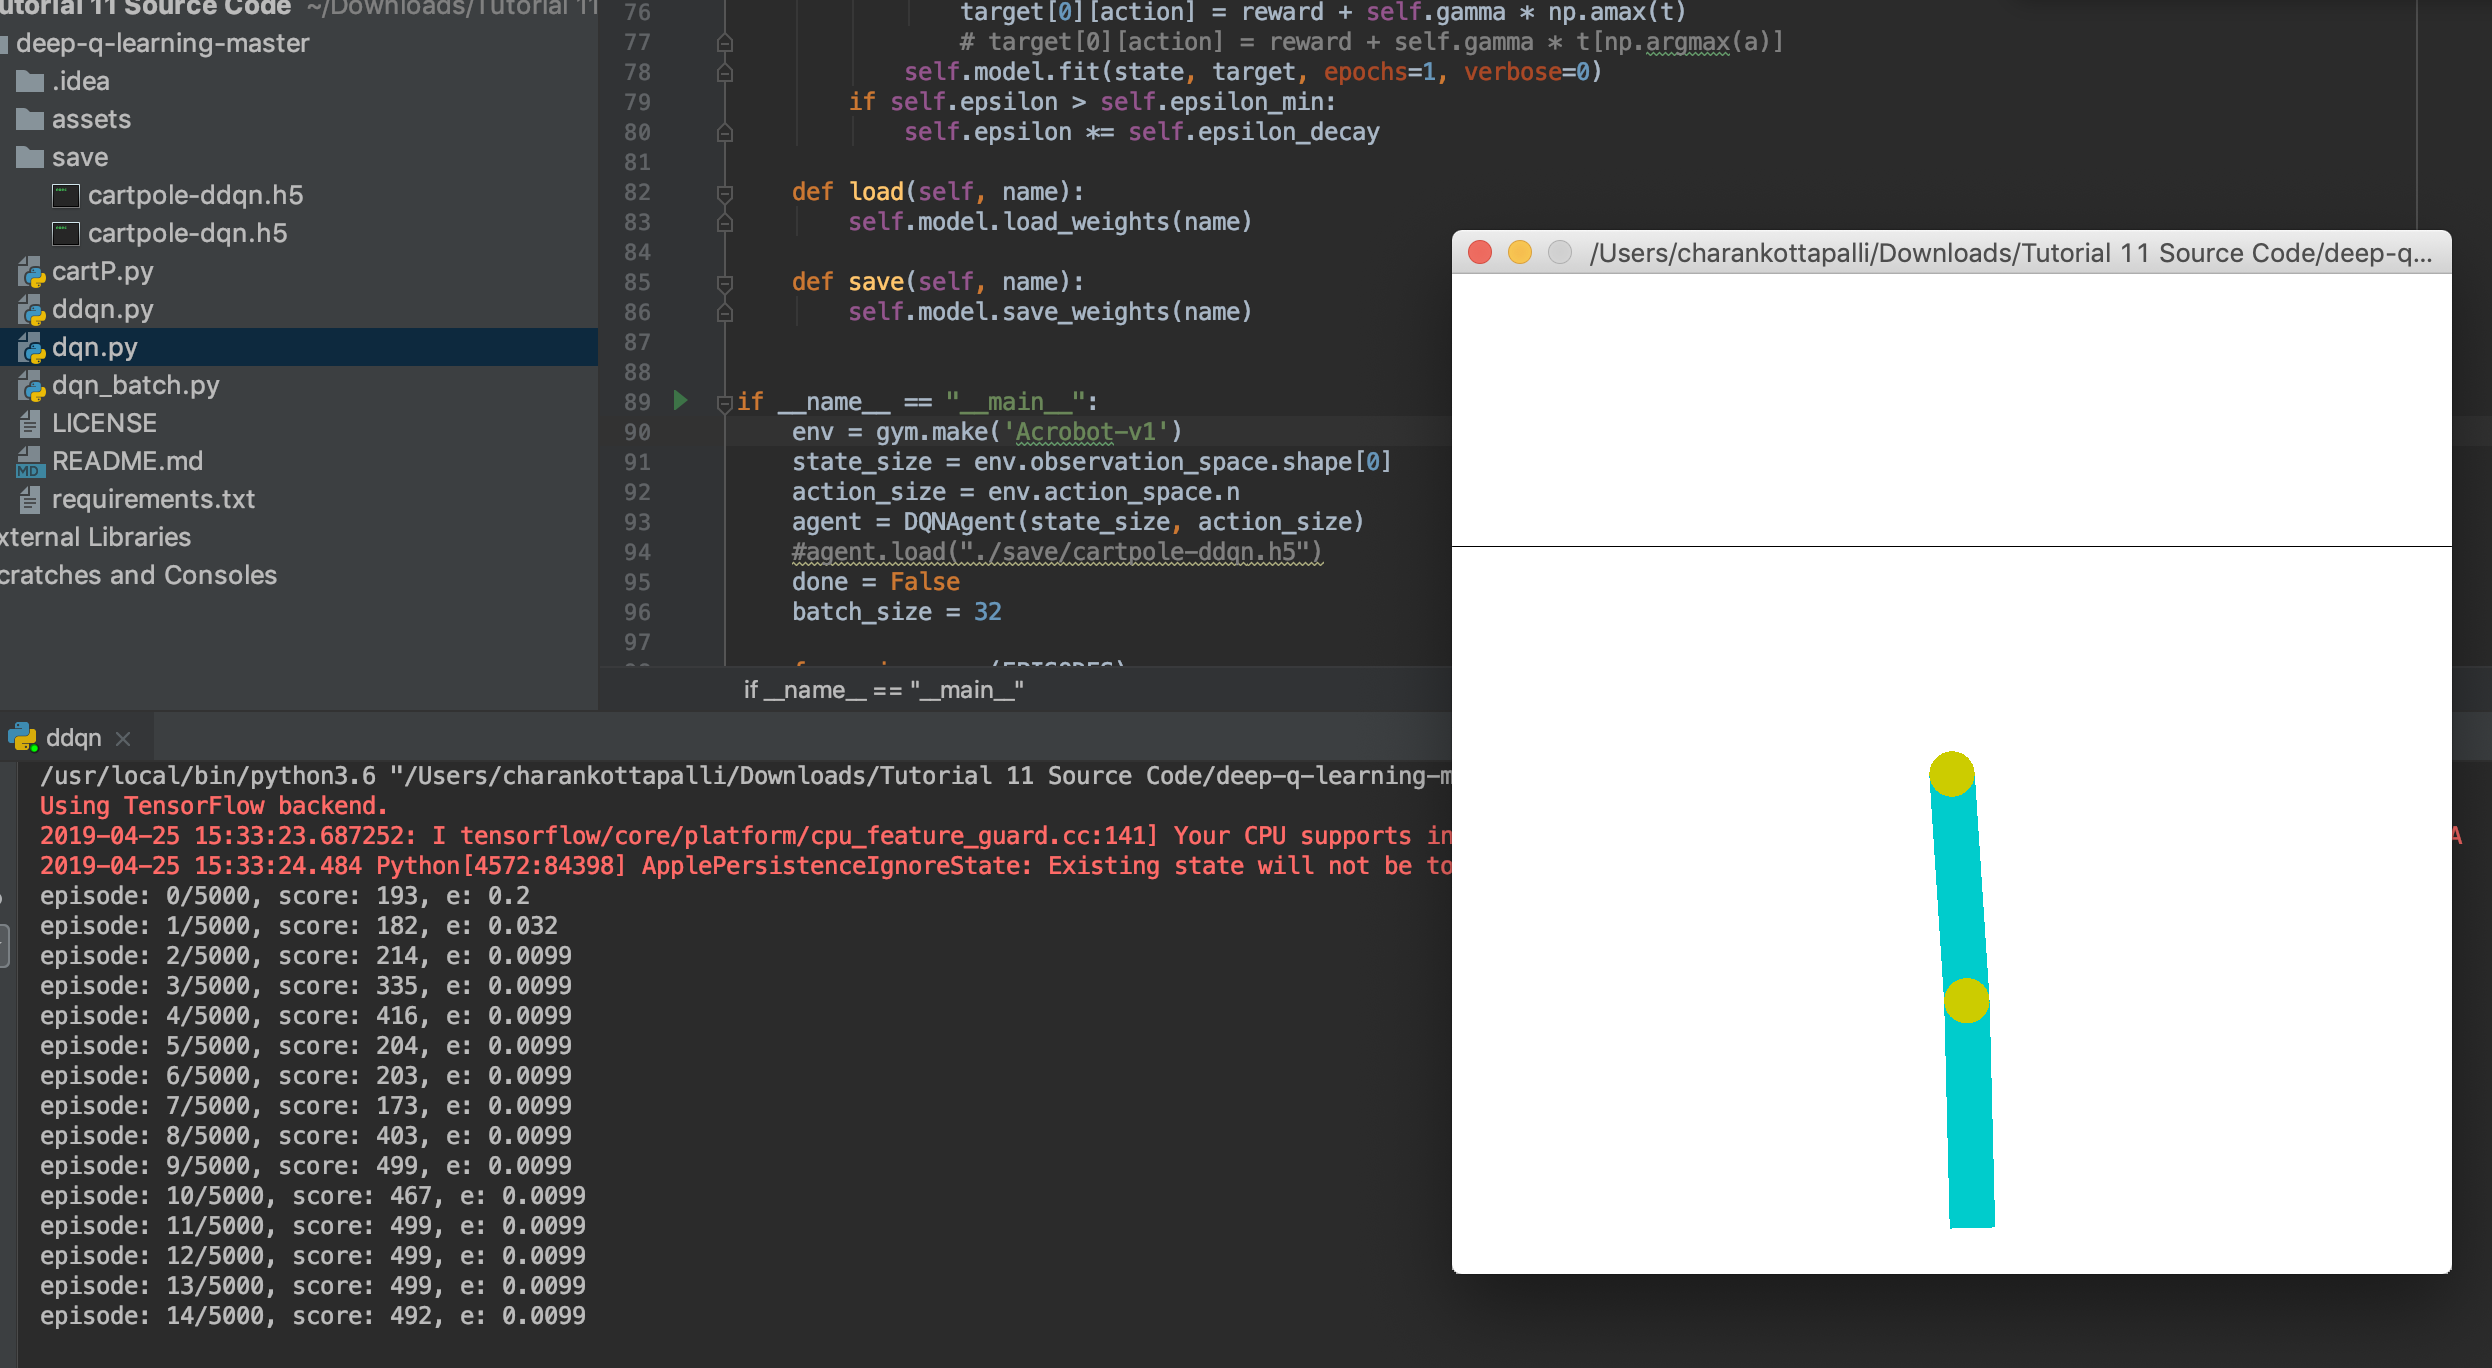 utorial 11 Source Code ~/Downloads/Tutorial 11
deep-q-learning-master
.idea
assets
save
cartpole-ddqn.h5
cartpole-dqn.h5
cartP.py
ddqn.py
dqn.py
dqn_batch.py
LICENSE
README.md
requirements.txt
xternal Libraries
cratches and Consoles
76 target[0][action] = reward + self.gamma * np.amax(t)
77 # target[0][action] = reward + self.gamma * t[np.argmax(a)]
78 self.model.fit(state, target, epochs=1, verbose=0)
79 if self.epsilon > self.epsilon_min:
80 self.epsilon *= self.epsilon_decay
81
82 def load(self, name):
83 self.model.load_weights(name)
84
85 def save(self, name):
86 self.model.save_weights(name)
87
88
89 if __name__ == "__main__":
90 env = gym.make('Acrobot-v1')
91 state_size = env.observation_space.shape[0]
92 action_size = env.action_space.n
93 agent = DQNAgent(state_size, action_size)
94 #agent.load("./save/cartpole-ddqn.h5")
95 done = False
96 batch_size = 32
97
(EPISODES)
if __name__ == "__main__"
/Users/charankottapalli/Downloads/Tutorial 11 Source Code/deep-q...
ddqn
/usr/local/bin/python3.6 "/Users/charankottapalli/Downloads/Tutorial 11 Source Code/deep-q-learning-m
Using TensorFlow backend.
2019-04-25 15:33:23.687252: I tensorflow/core/platform/cpu_feature_guard.cc:141] Your CPU supports in A
2019-04-25 15:33:24.484 Python[4572:84398] ApplePersistenceIgnoreState: Existing state will not be to
episode: 0/5000, score: 193, e: 0.2
episode: 1/5000, score: 182, e: 0.032
episode: 2/5000, score: 214, e: 0.0099
episode: 3/5000, score: 335, e: 0.0099
episode: 4/5000, score: 416, e: 0.0099
episode: 5/5000, score: 204, e: 0.0099
episode: 6/5000, score: 203, e: 0.0099
episode: 7/5000, score: 173, e: 0.0099
episode: 8/5000, score: 403, e: 0.0099
episode: 9/5000, score: 499, e: 0.0099
episode: 10/5000, score: 467, e: 0.0099
episode: 11/5000, score: 499, e: 0.0099
episode: 12/5000, score: 499, e: 0.0099
episode: 13/5000, score: 499, e: 0.0099
episode: 14/5000, score: 492, e: 0.0099